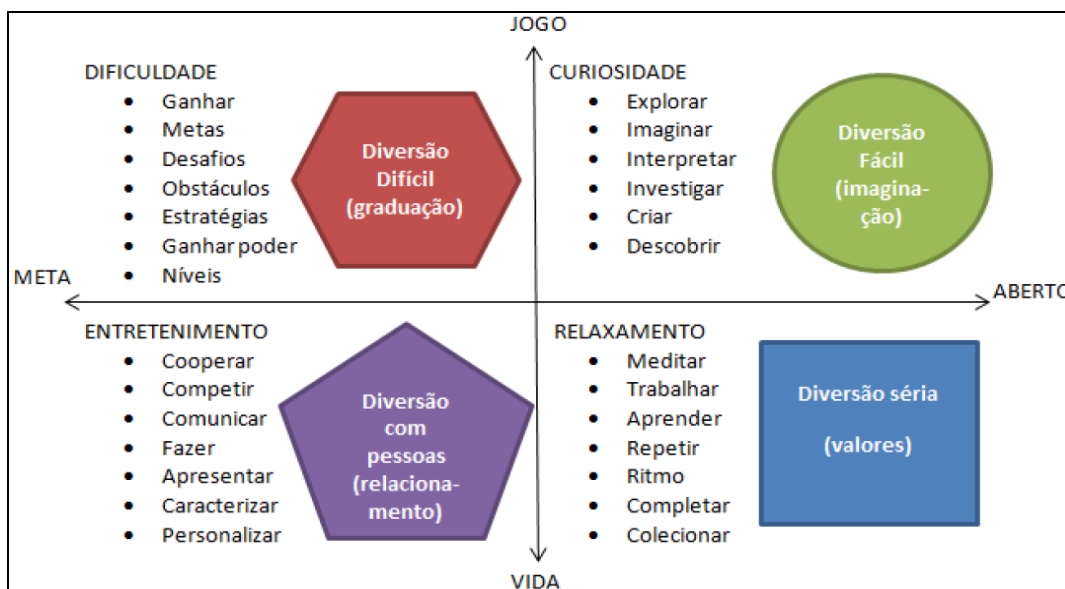 JOGO
DIFICULDADE
Ganhar
Metas
Desafios
Obstáculos
Estratégias
Ganhar poder
Níveis
Diversão
Difícil
(graduação)
CURIOSIDADE
Explorar
Imaginar
Interpretar
Investigar
Criar
Descobrir
Diversão
Fácil
(imagina-
ção)
META
ABERTO
ENTRETENIMENTO
Cooperar
Competir
Comunicar
Fazer
Apresentar
Caracterizar
Personalizar
Diversão
com
pessoas
(relaciona-
mento)
RELAXAMENTO
Meditar
Trabalhar
Aprender
Repetir
Ritmo
Completar
Colecionar
Diversão séria
(valores)
VIDA